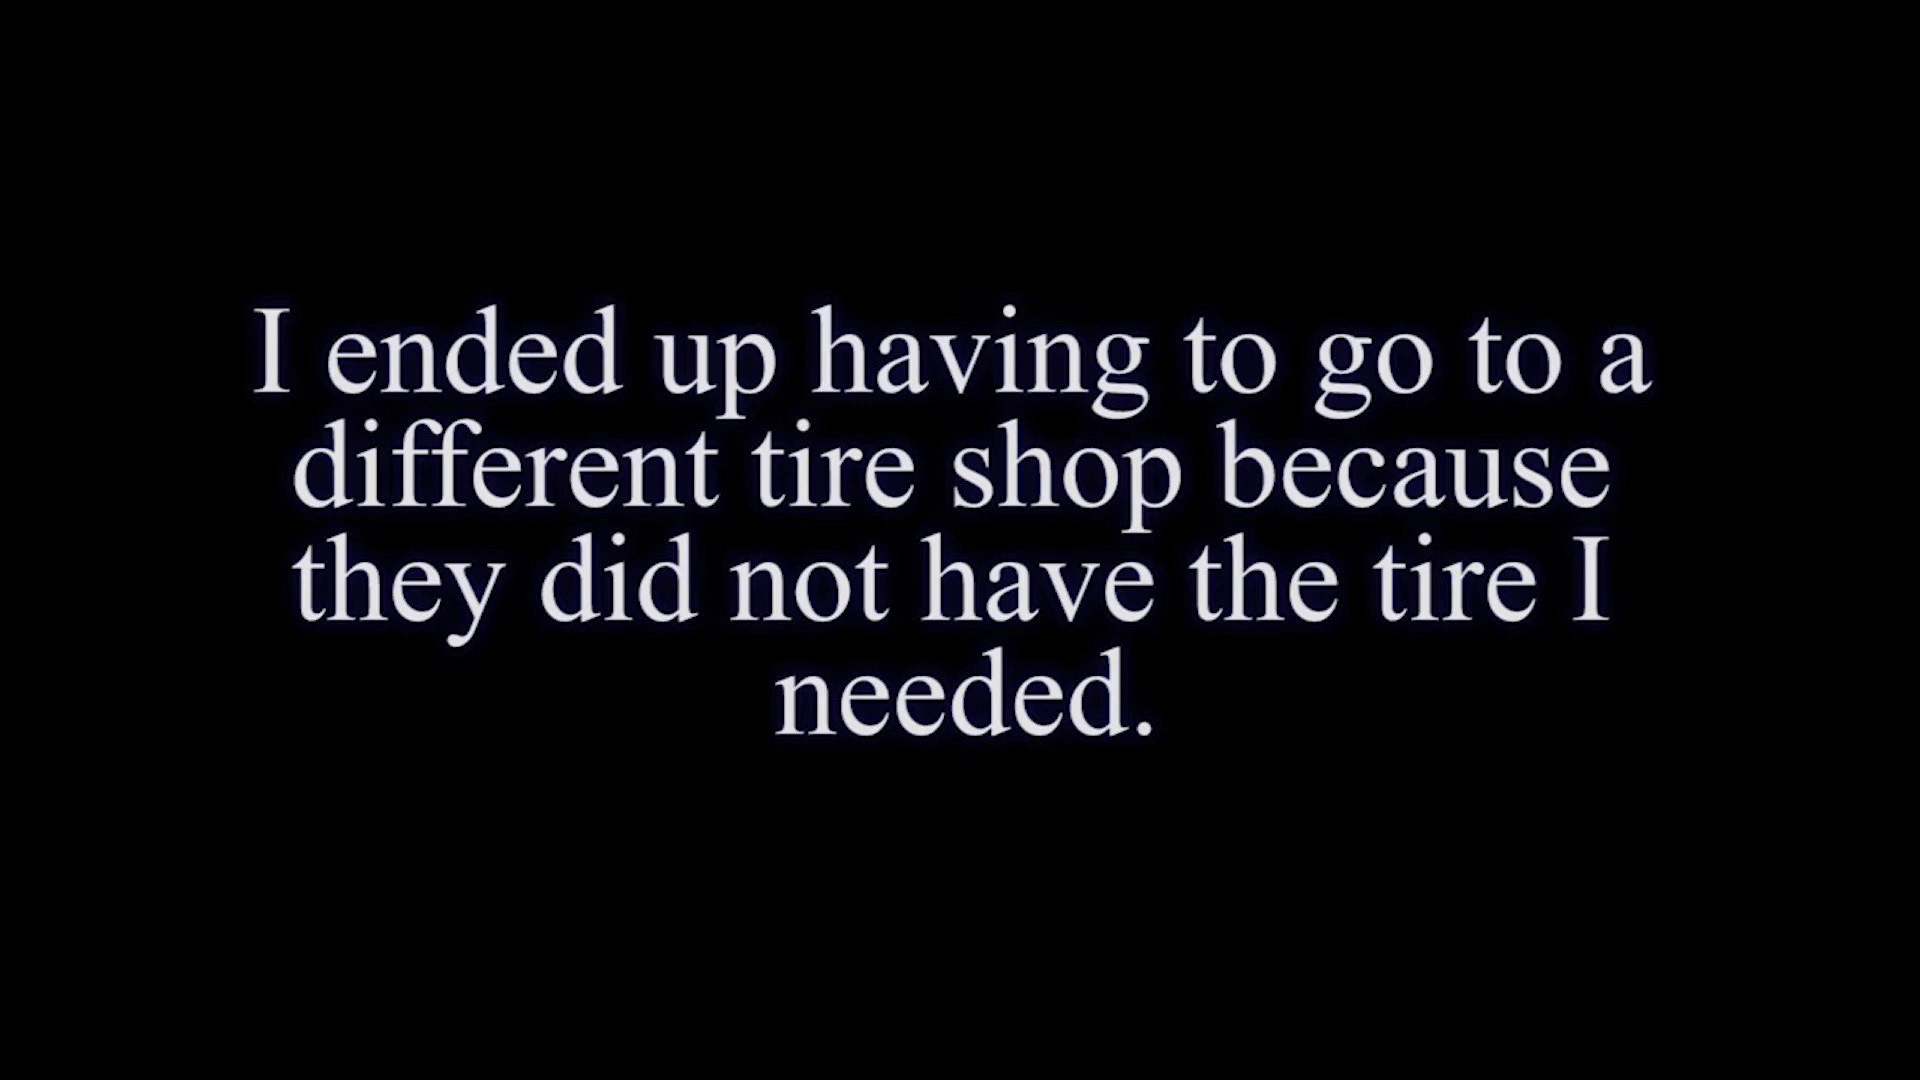 I ended up having to go to a
different tire shop because
they did not have the tire I
needed.